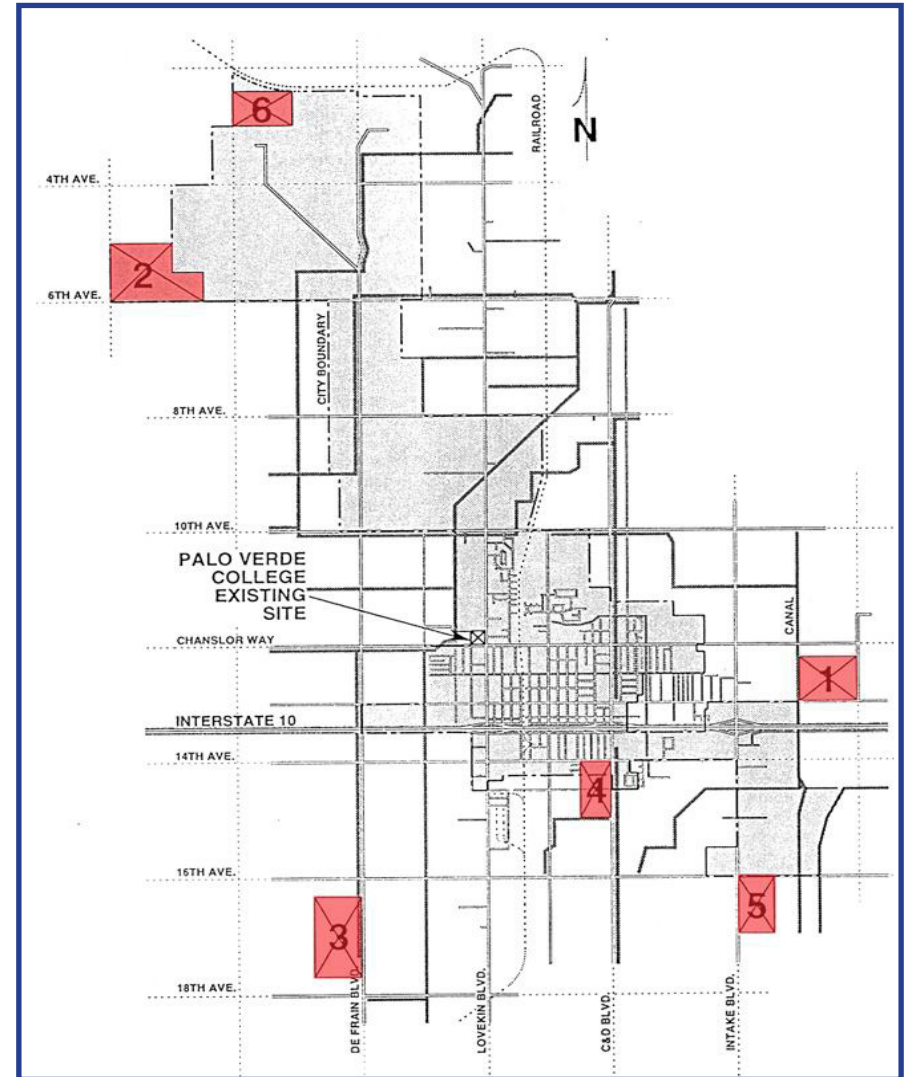 6
N
RAILROAD
4TH AVE.
2
6TH AVE.
CITY BOUNDARY
8TH AVE.
10TH AVE.
PALO VERDE
COLLEGE
EXISTING
SITE
CANAL
CHANSLOR WAY
1
INTERSTATE 10
14TH AVE.
4
16TH AVE.
5
3
18TH AVE.
DE FRAIN BLVD.
LOVEKIN BLVD.
C&D BLVD.
INTAKE BLVD.